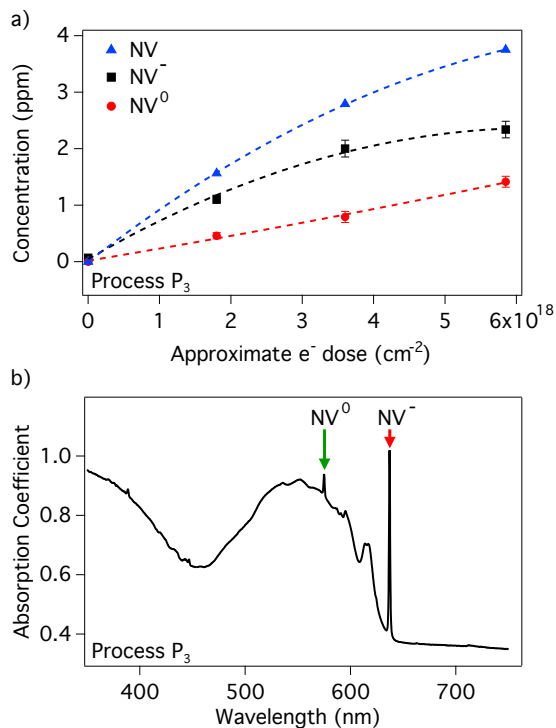 a)
4
3
2
1
0
Concentration (ppm)
NV
NV⁻
NV⁰
Process P₃
0
1
2
3
4
5
6x10¹⁸
Approximate e⁻ dose (cm⁻²)
b)
NV⁰
NV⁻
1.0
0.8
0.6
0.4
Absorption Coefficient
Process P₃
400
500
600
700
Wavelength (nm)